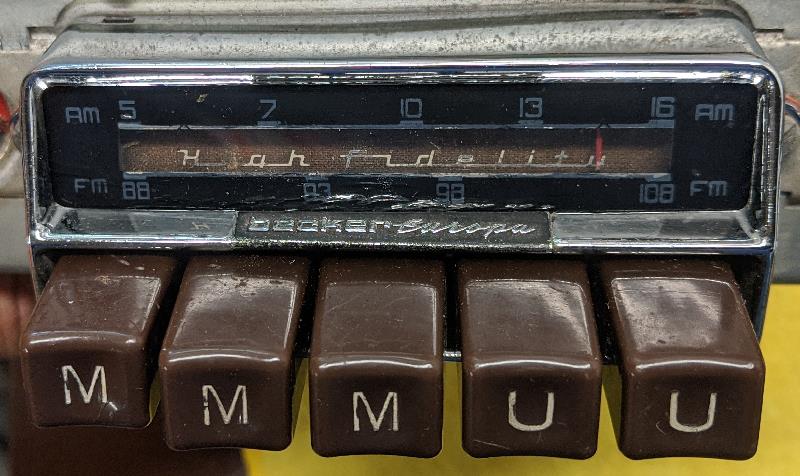 AM 5 7 10 13 16 AM
High fidelity
FM 88 93 98 108 FM
BECKER Europa
M M M U U